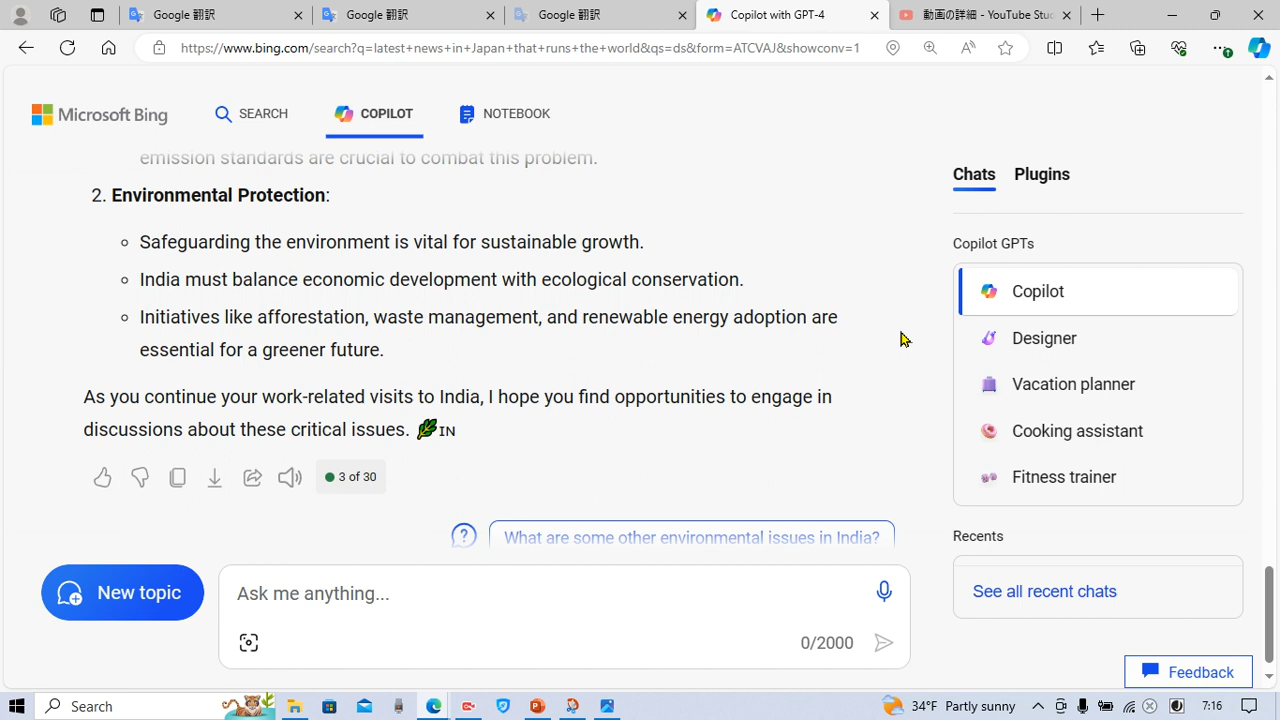 Google 翻訳
Google 翻訳
Google 翻訳
Copilot with GPT-4
動画の詳細 - YouTube Stu
https://www.bing.com/search?q=latest+news+in+Japan+that+runs+the+world&qs=ds&form=ATCVAJ&showconv=1
Microsoft Bing
SEARCH
COPILOT
NOTEBOOK
emission standards are crucial to combat this problem.
2. Environmental Protection:
Safeguarding the environment is vital for sustainable growth.
India must balance economic development with ecological conservation.
Initiatives like afforestation, waste management, and renewable energy adoption are
essential for a greener future.
As you continue your work-related visits to India, I hope you find opportunities to engage in
discussions about these critical issues. 🌿IN
3 of 30
What are some other environmental issues in India?
New topic
Ask me anything...
0/2000
Chats
Plugins
Copilot GPTs
Copilot
Designer
Vacation planner
Cooking assistant
Fitness trainer
Recents
See all recent chats
Feedback
Search
34°F Partly sunny
7:16